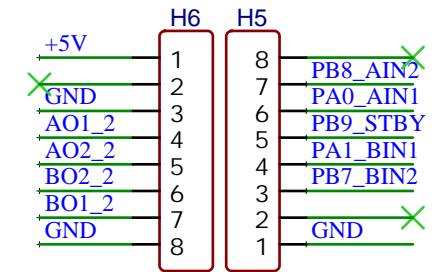 H6 H5
+5V 1 8
2 7 PB8_AIN2
GND 3 6 PA0_AIN1
AO1_2 4 5 PB9_STBY
AO2_2 5 4 PA1_BIN1
BO2_2 6 3 PB7_BIN2
BO1_2 7 2
GND 8 1 GND